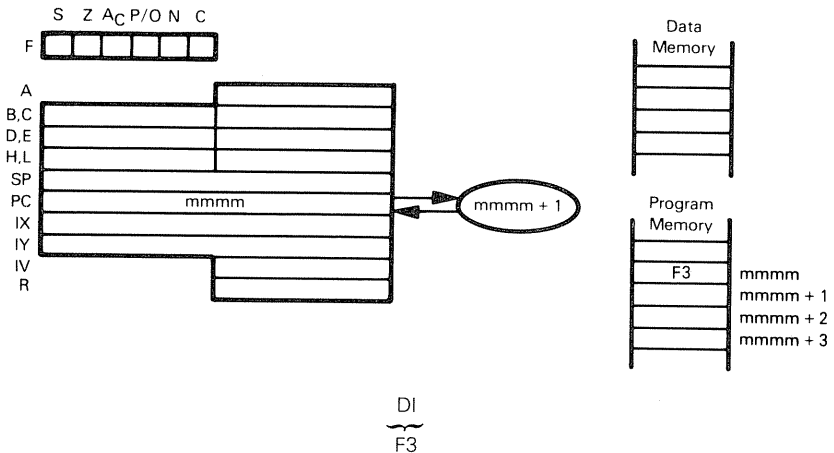 S Z AC P/O N C
F
A
B,C
D,E
H,L
SP
PC mmmm
IX
IY
IV
R
mmmm + 1
Data
Memory
Program
Memory
F3 mmmm
mmmm + 1
mmmm + 2
mmmm + 3
DI
F3